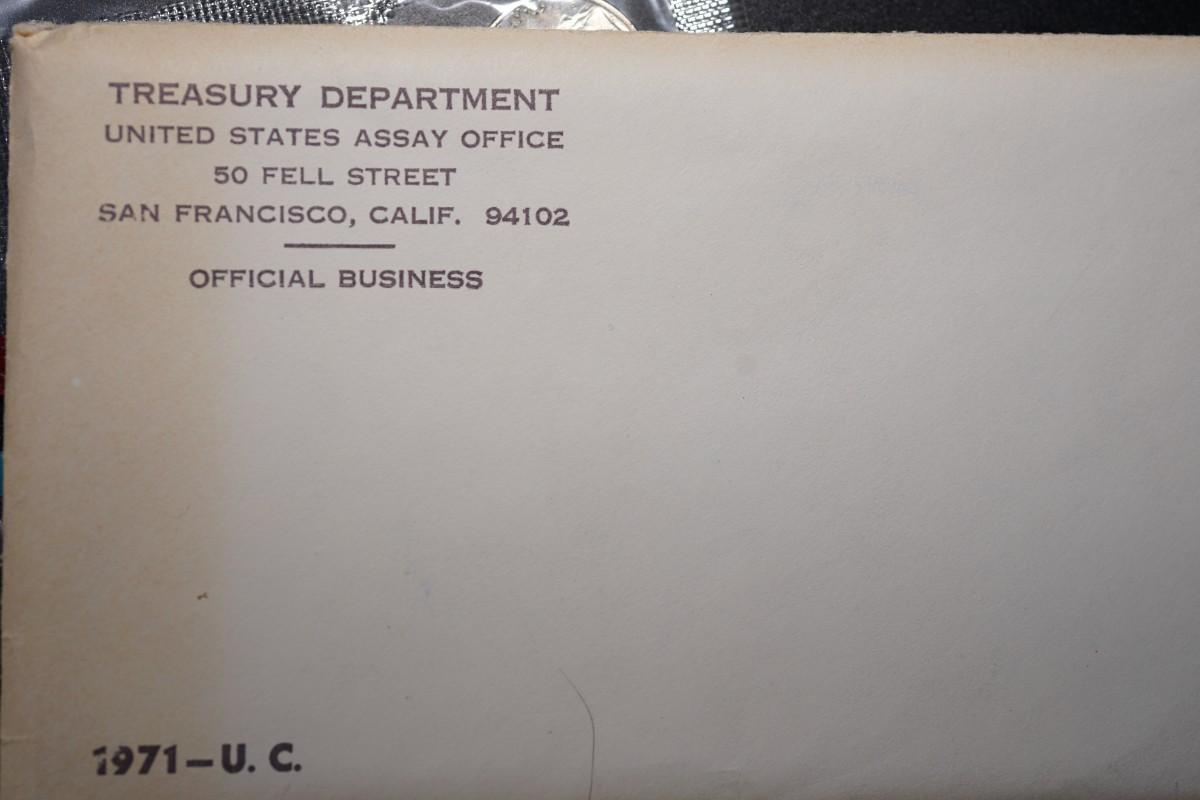 TREASURY DEPARTMENT
UNITED STATES ASSAY OFFICE
50 FELL STREET
SAN FRANCISCO, CALIF. 94102
OFFICIAL BUSINESS
1971–U. C.